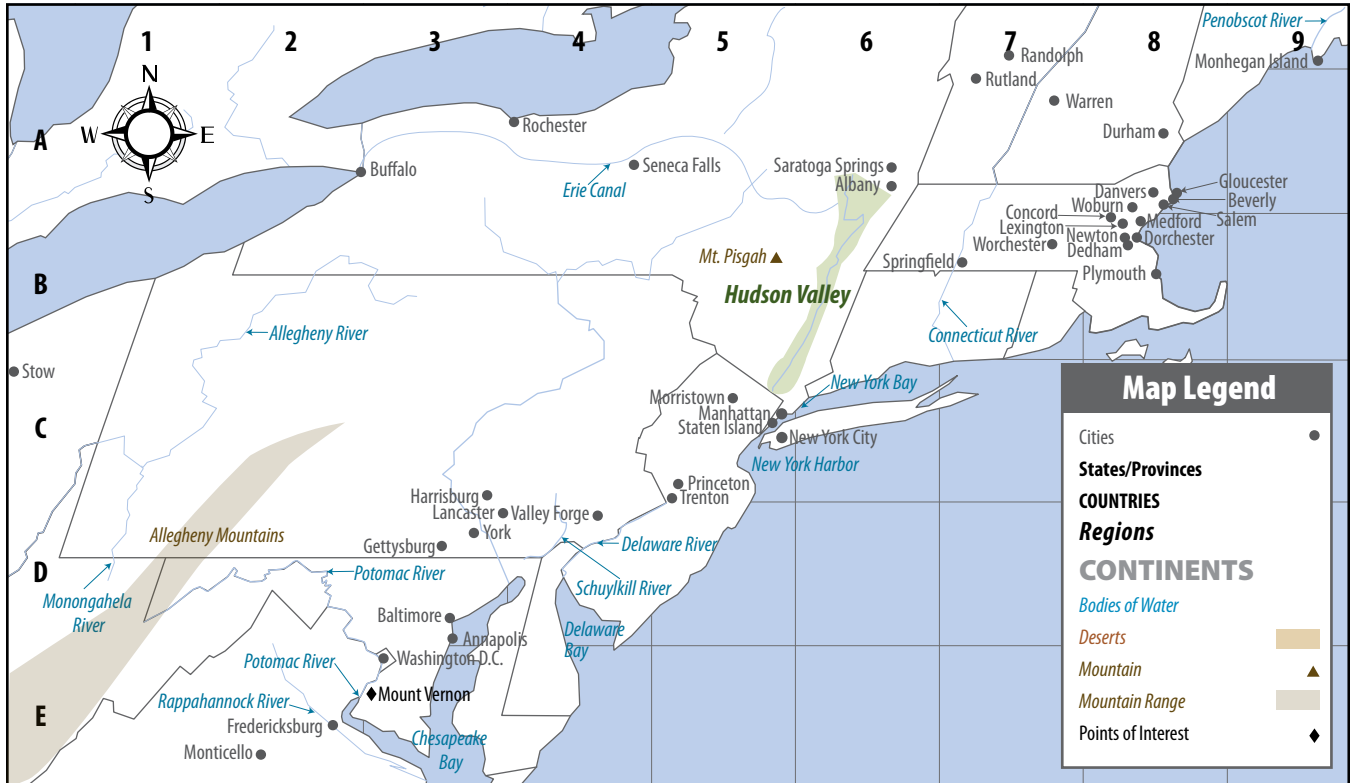 1 2 3 4 5 6 7 8 9
Penobscot River
Monhegan Island
Randolph
Rutland
Warren
Durham
N
W E
S
A
Rochester
Buffalo
Seneca Falls
Erie Canal
Saratoga Springs
Albany
Danvers
Gloucester
Woburn
Beverly
Concord
Salem
Lexington
Medford
Newton
Dorchester
Worchester
Dedham
Springfield
Plymouth
Mt. Pisgah
B
Hudson Valley
Allegheny River
Connecticut River
Stow
New York Bay
Morristown
Manhattan
Staten Island
New York City
New York Harbor
C
Princeton
Trenton
Harrisburg
Lancaster
Valley Forge
York
Gettysburg
Allegheny Mountains
Delaware River
D
Potomac River
Schuylkill River
Monongahela
River
Baltimore
Annapolis
Delaware
Bay
Washington D.C.
Potomac River
Mount Vernon
Rappahannock River
E
Fredericksburg
Chesapeake
Bay
Monticello
Map Legend
Cities
States/Provinces
COUNTRIES
Regions
CONTINENTS
Bodies of Water
Deserts
Mountain
Mountain Range
Points of Interest